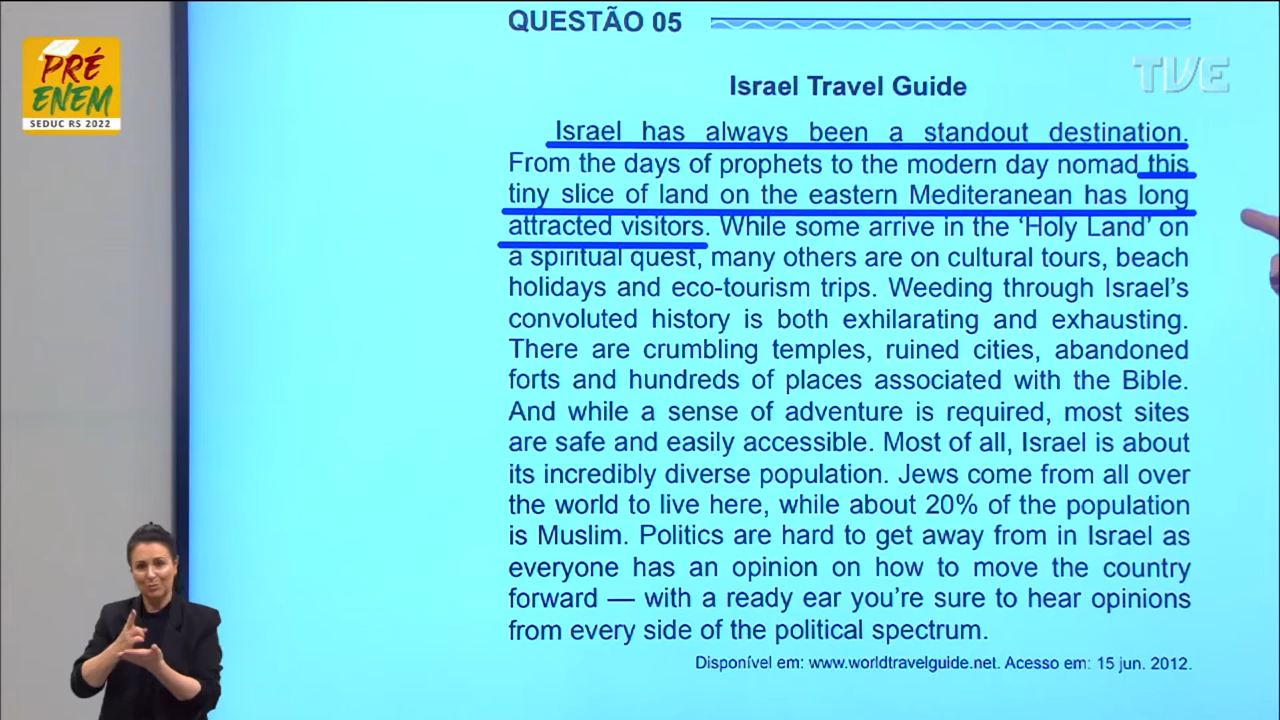 PRÉ
ENEM
SEDUC RS 2022
QUESTÃO 05
TVE
Israel Travel Guide
Israel has always been a standout destination.
From the days of prophets to the modern day nomad this
tiny slice of land on the eastern Mediteranean has long
attracted visitors. While some arrive in the ‘Holy Land’ on
a spiritual quest, many others are on cultural tours, beach
holidays and eco-tourism trips. Weeding through Israel’s
convoluted history is both exhilarating and exhausting.
There are crumbling temples, ruined cities, abandoned
forts and hundreds of places associated with the Bible.
And while a sense of adventure is required, most sites
are safe and easily accessible. Most of all, Israel is about
its incredibly diverse population. Jews come from all over
the world to live here, while about 20% of the population
is Muslim. Politics are hard to get away from in Israel as
everyone has an opinion on how to move the country
forward — with a ready ear you’re sure to hear opinions
from every side of the political spectrum.
Disponível em: www.worldtravelguide.net. Acesso em: 15 jun. 2012.